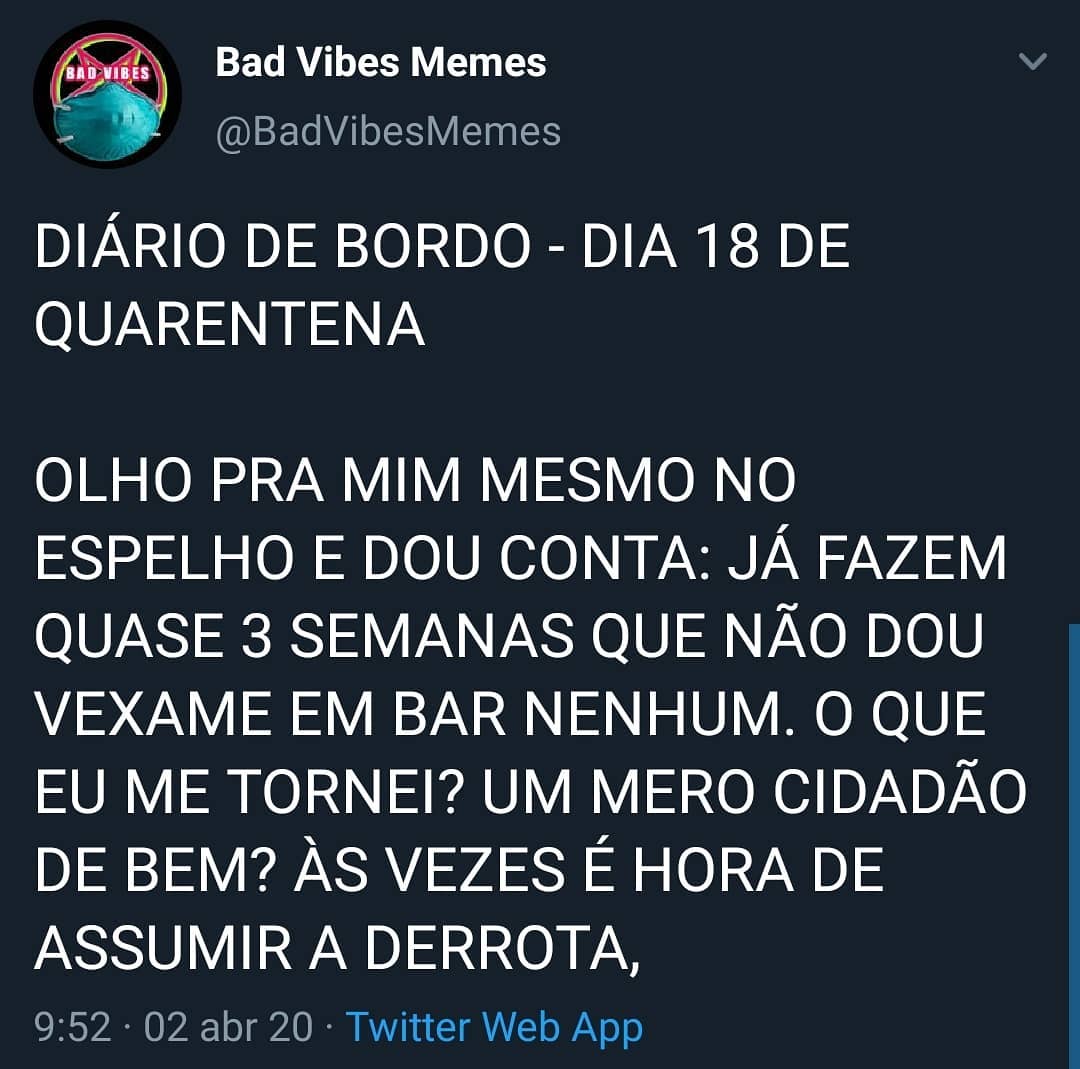 BAD VIBES
Bad Vibes Memes
@BadVibesMemes
DIÁRIO DE BORDO - DIA 18 DE
QUARENTENA
OLHO PRA MIM MESMO NO
ESPELHO E DOU CONTA: JÁ FAZEM
QUASE 3 SEMANAS QUE NÃO DOU
VEXAME EM BAR NENHUM. O QUE
EU ME TORNEI? UM MERO CIDADÃO
DE BEM? ÀS VEZES É HORA DE
ASSUMIR A DERROTA,
9:52 · 02 abr 20 · Twitter Web App